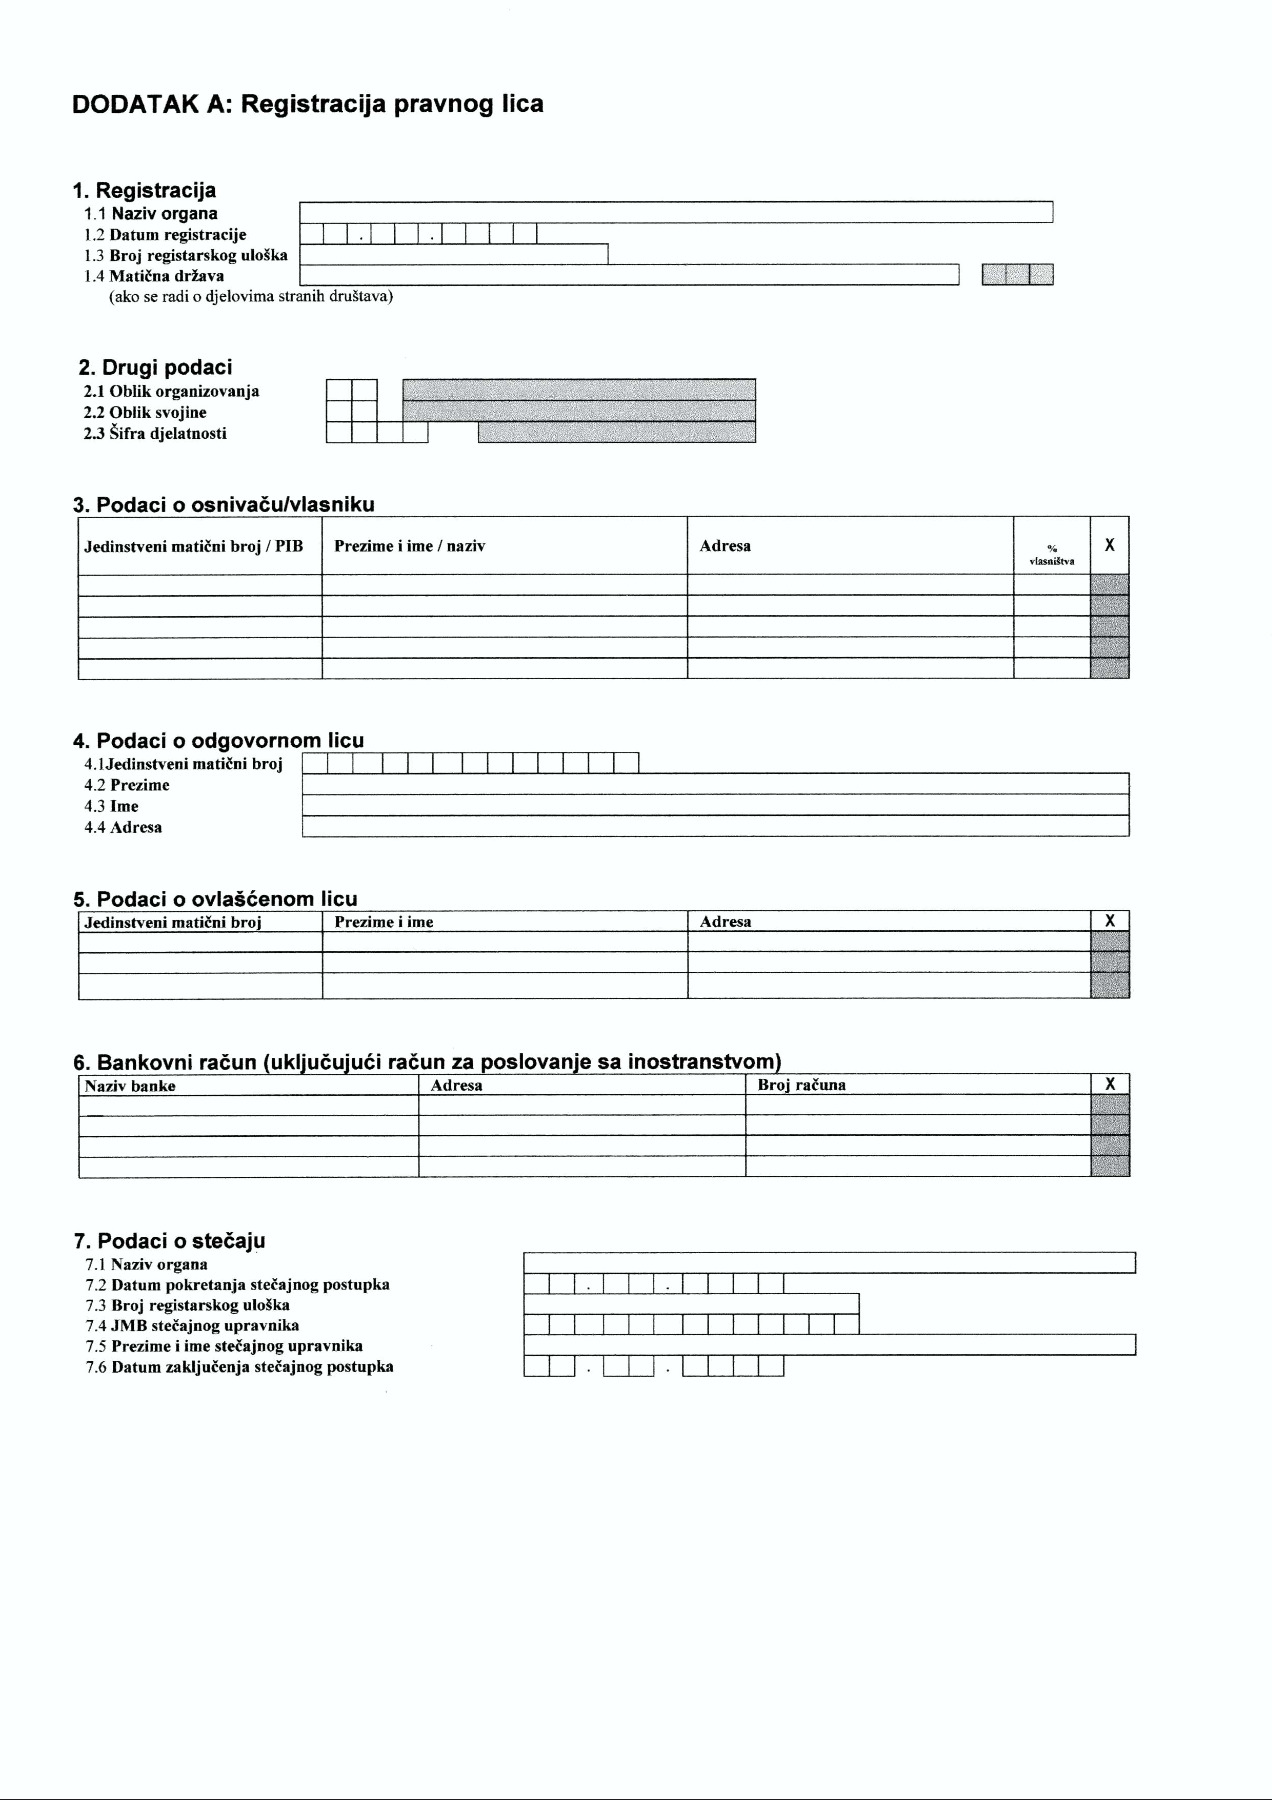 DODATAK A: Registracija pravnog lica
1. Registracija
1.1 Naziv organa
1.2 Datum registracije . .
1.3 Broj registarskog uloška
1.4 Matična država
(ako se radi o djelovima stranih društava)
2. Drugi podaci
2.1 Oblik organizovanja
2.2 Oblik svojine
2.3 Šifra djelatnosti
3. Podaci o osnivaču/vlasniku
Jedinstveni matični broj / PIB Prezime i ime / naziv Adresa % vlasništva X
4. Podaci o odgovornom licu
4.1Jedinstveni matični broj
4.2 Prezime
4.3 Ime
4.4 Adresa
5. Podaci o ovlašćenom licu
Jedinstveni matični broj Prezime i ime Adresa X
6. Bankovni račun (uključujući račun za poslovanje sa inostranstvom)
Naziv banke Adresa Broj računa X
7. Podaci o stečaju
7.1 Naziv organa
7.2 Datum pokretanja stečajnog postupka . .
7.3 Broj registarskog uloška
7.4 JMB stečajnog upravnika
7.5 Prezime i ime stečajnog upravnika
7.6 Datum zaključenja stečajnog postupka . .